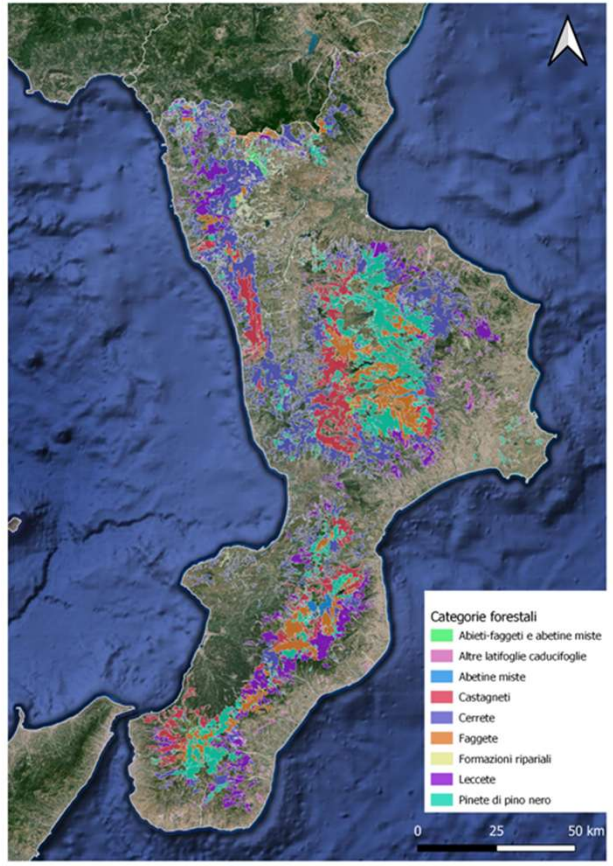 Categorie forestali
Abieti-faggeti e abetine miste
Altre latifoglie caducifoglie
Abetine miste
Castagneti
Cerrete
Faggete
Formazioni ripariali
Leccete
Pinete di pino nero
0 25 50 km